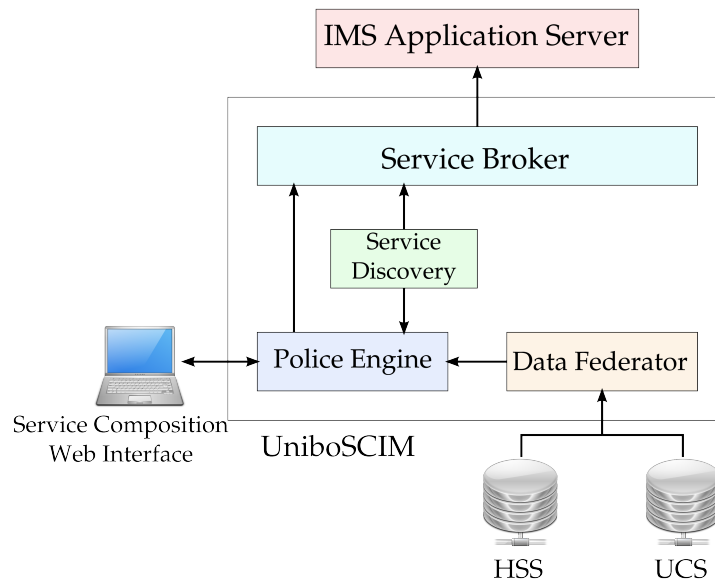 IMS Application Server
Service Broker
Service
Discovery
Police Engine
Data Federator
Service Composition
Web Interface
UniboSCIM
HSS
UCS